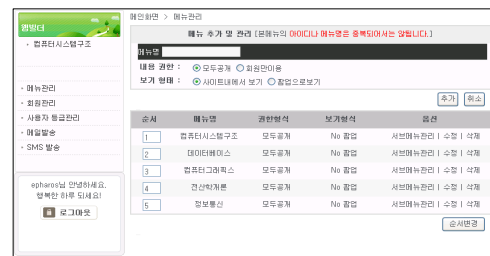 웹빌더
컴퓨터시스템구조
메뉴관리
회원관리
사용자 등급관리
메일발송
SMS 발송
epharos님 안녕하세요.
행복한 하루 되세요!
로그아웃
메인화면 > 메뉴관리
메뉴 추가 및 관리 [본메뉴의 아이디나 메뉴명은 중복되어서는 않됩니다.]
메뉴명
내용 권한 : 모두공개 회원만이용
보기 형태 : 사이트내에서 보기 팝업으로보기
추가 취소
순서 메뉴명 권한형식 보기형식 옵션
1 컴퓨터시스템구조 모두공개 No 팝업 서브메뉴관리 | 수정 | 삭제
2 데이터베이스 모두공개 No 팝업 서브메뉴관리 | 수정 | 삭제
3 컴퓨터그래픽스 모두공개 No 팝업 서브메뉴관리 | 수정 | 삭제
4 전산학개론 모두공개 No 팝업 서브메뉴관리 | 수정 | 삭제
5 정보통신 모두공개 No 팝업 서브메뉴관리 | 수정 | 삭제
순서변경